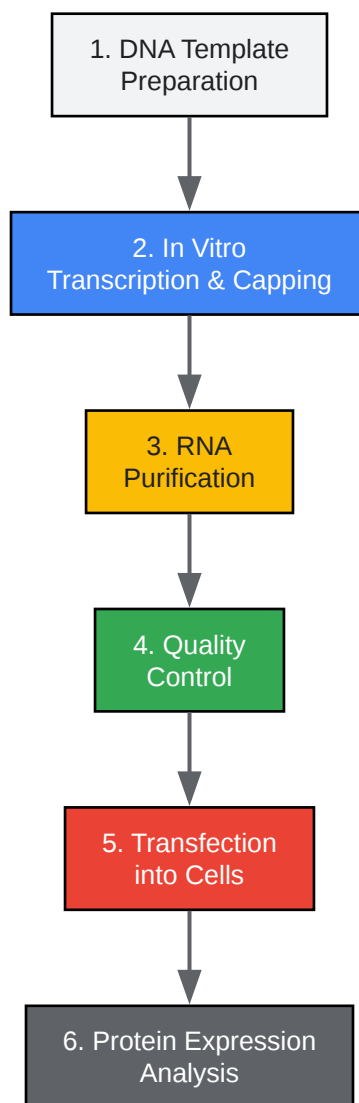 1. DNA Template
Preparation
2. In Vitro
Transcription & Capping
3. RNA
Purification
4. Quality
Control
5. Transfection
into Cells
6. Protein Expression
Analysis